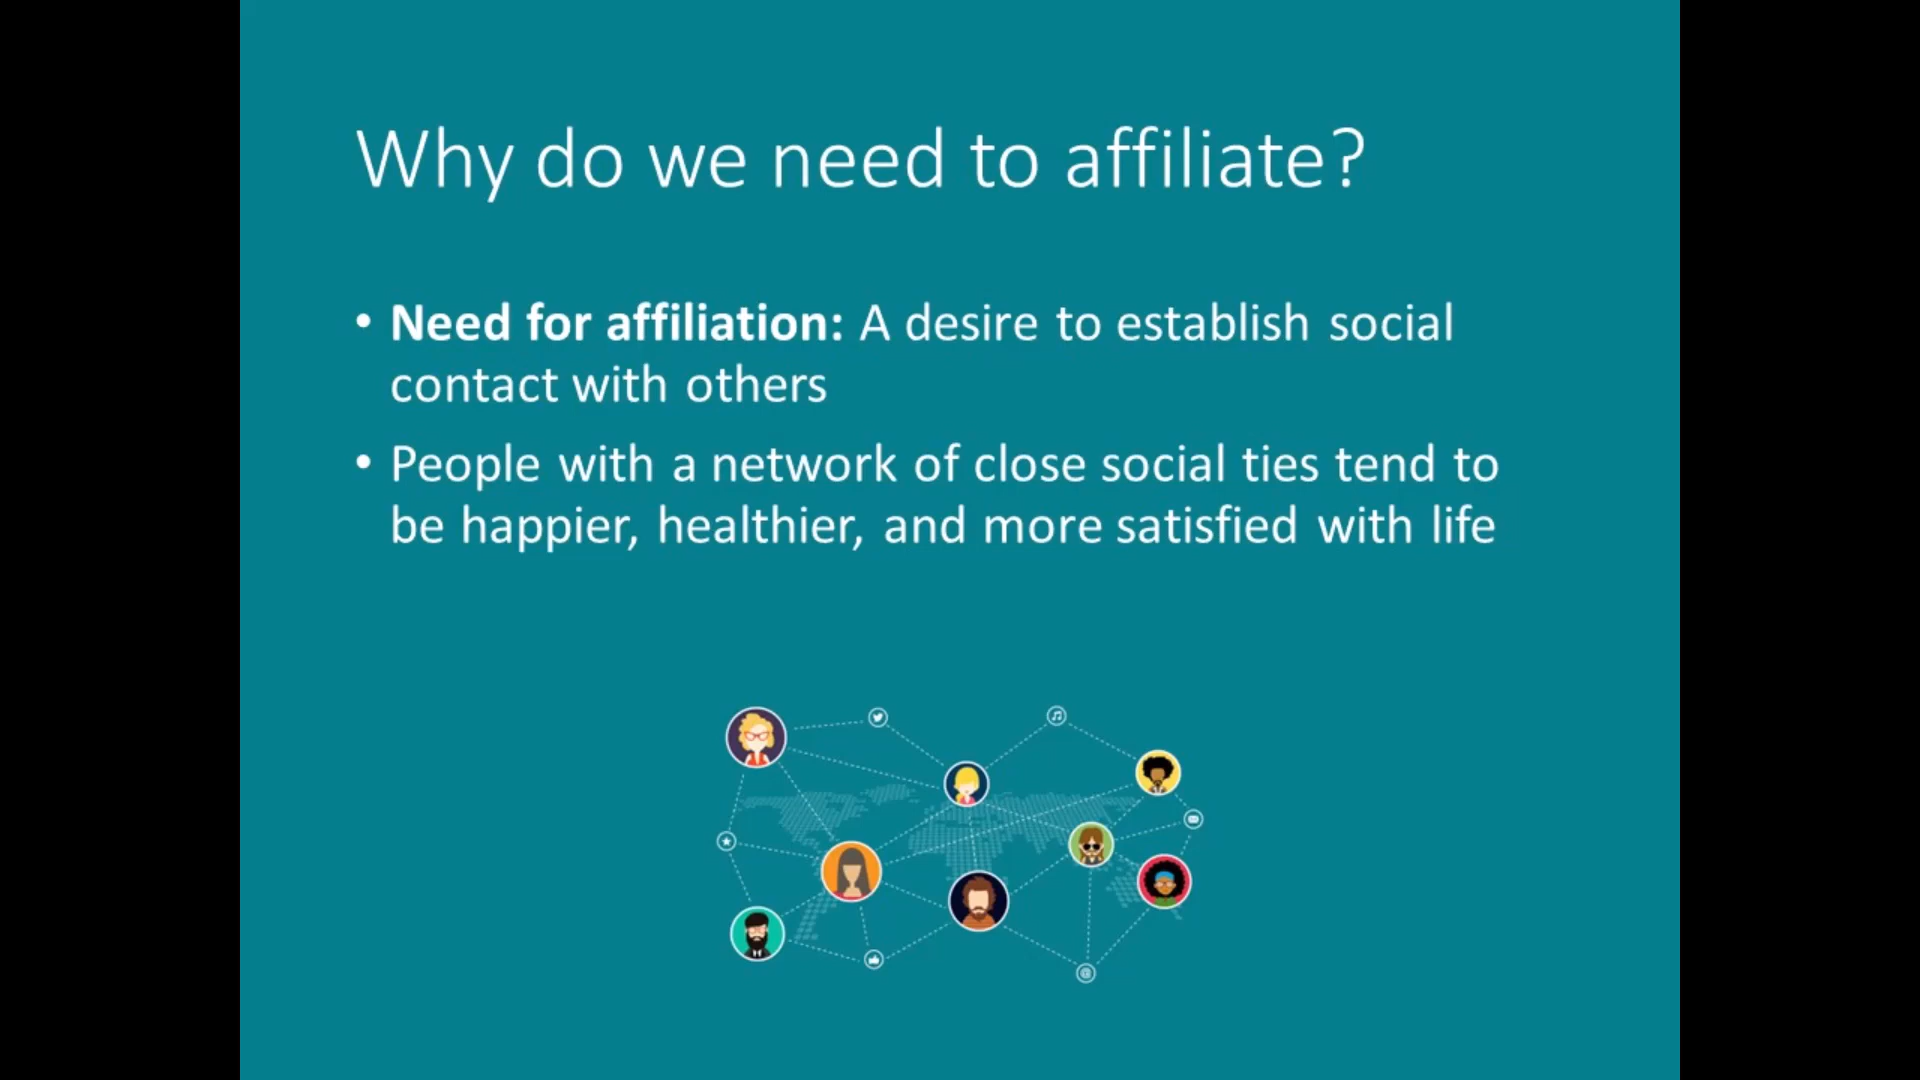 Why do we need to affiliate?
• Need for affiliation: A desire to establish social
contact with others
• People with a network of close social ties tend to
be happier, healthier, and more satisfied with life